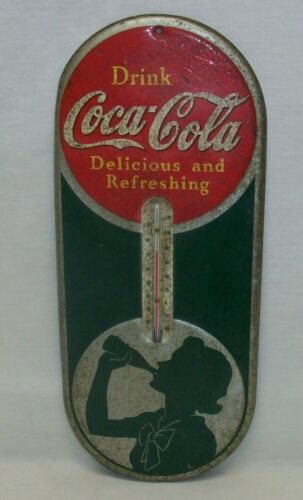 Drink
Coca-Cola
Delicious and
Refreshing